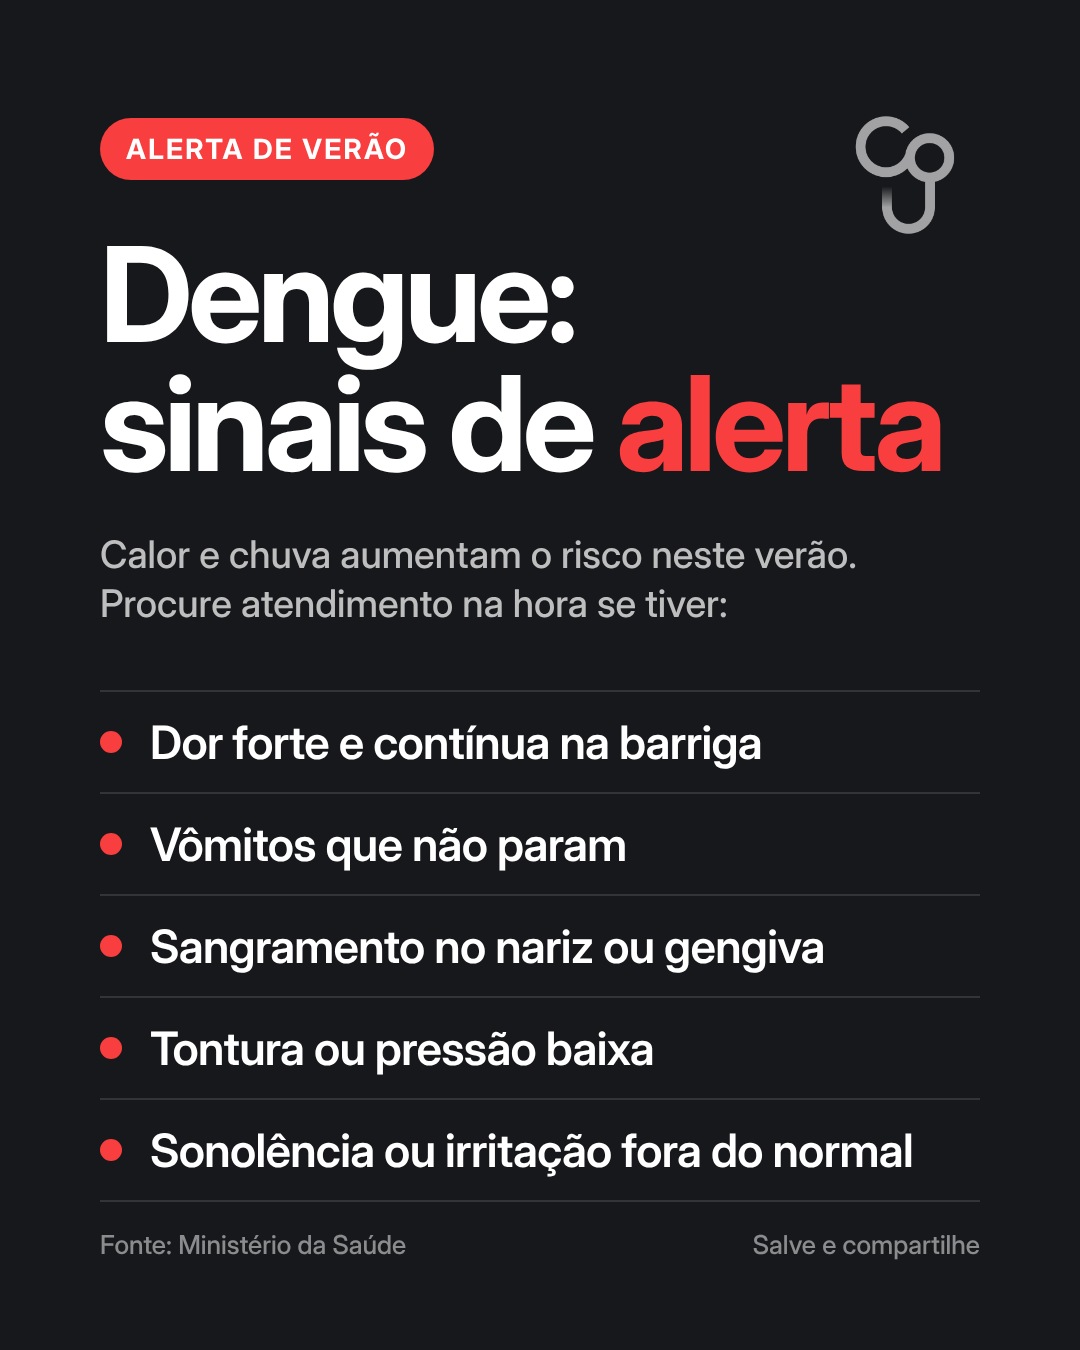 ALERTA DE VERÃO
Dengue:
sinais de alerta
Calor e chuva aumentam o risco neste verão.
Procure atendimento na hora se tiver:
Dor forte e contínua na barriga
Vômitos que não param
Sangramento no nariz ou gengiva
Tontura ou pressão baixa
Sonolência ou irritação fora do normal
Fonte: Ministério da Saúde
Salve e compartilhe